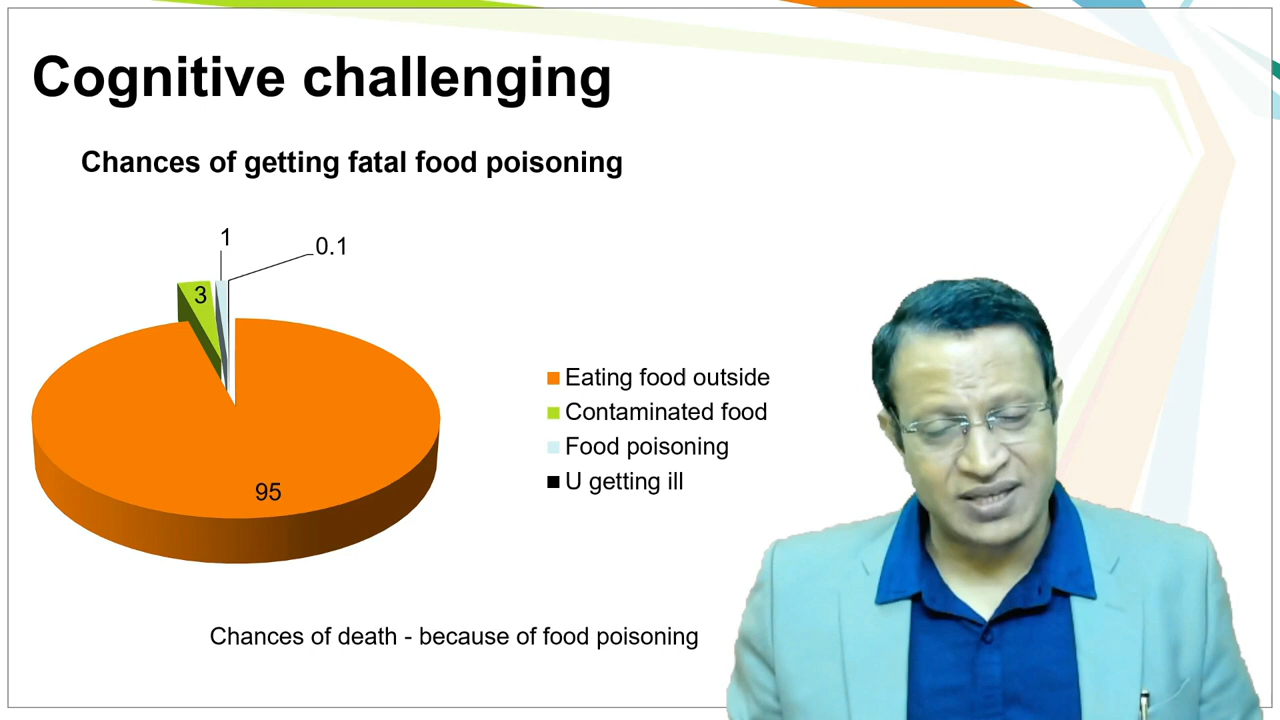 Cognitive challenging
Chances of getting fatal food poisoning
1
0.1
3
95
Eating food outside
Contaminated food
Food poisoning
U getting ill
Chances of death - because of food poisoning